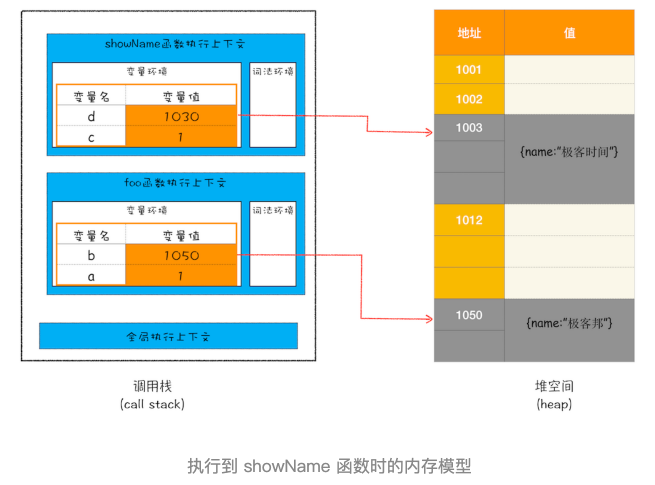 showName函数执行上下文
变量环境
词法环境
变量名 变量值
d 1030
c 1
foo函数执行上下文
变量环境
词法环境
变量名 变量值
b 1050
a 1
全局执行上下文
调用栈
(call stack)
地址 值
1001
1002
1003
{name:"极客时间"}
1012
1050
{name:"极客邦"}
堆空间
(heap)
执行到 showName 函数时的内存模型